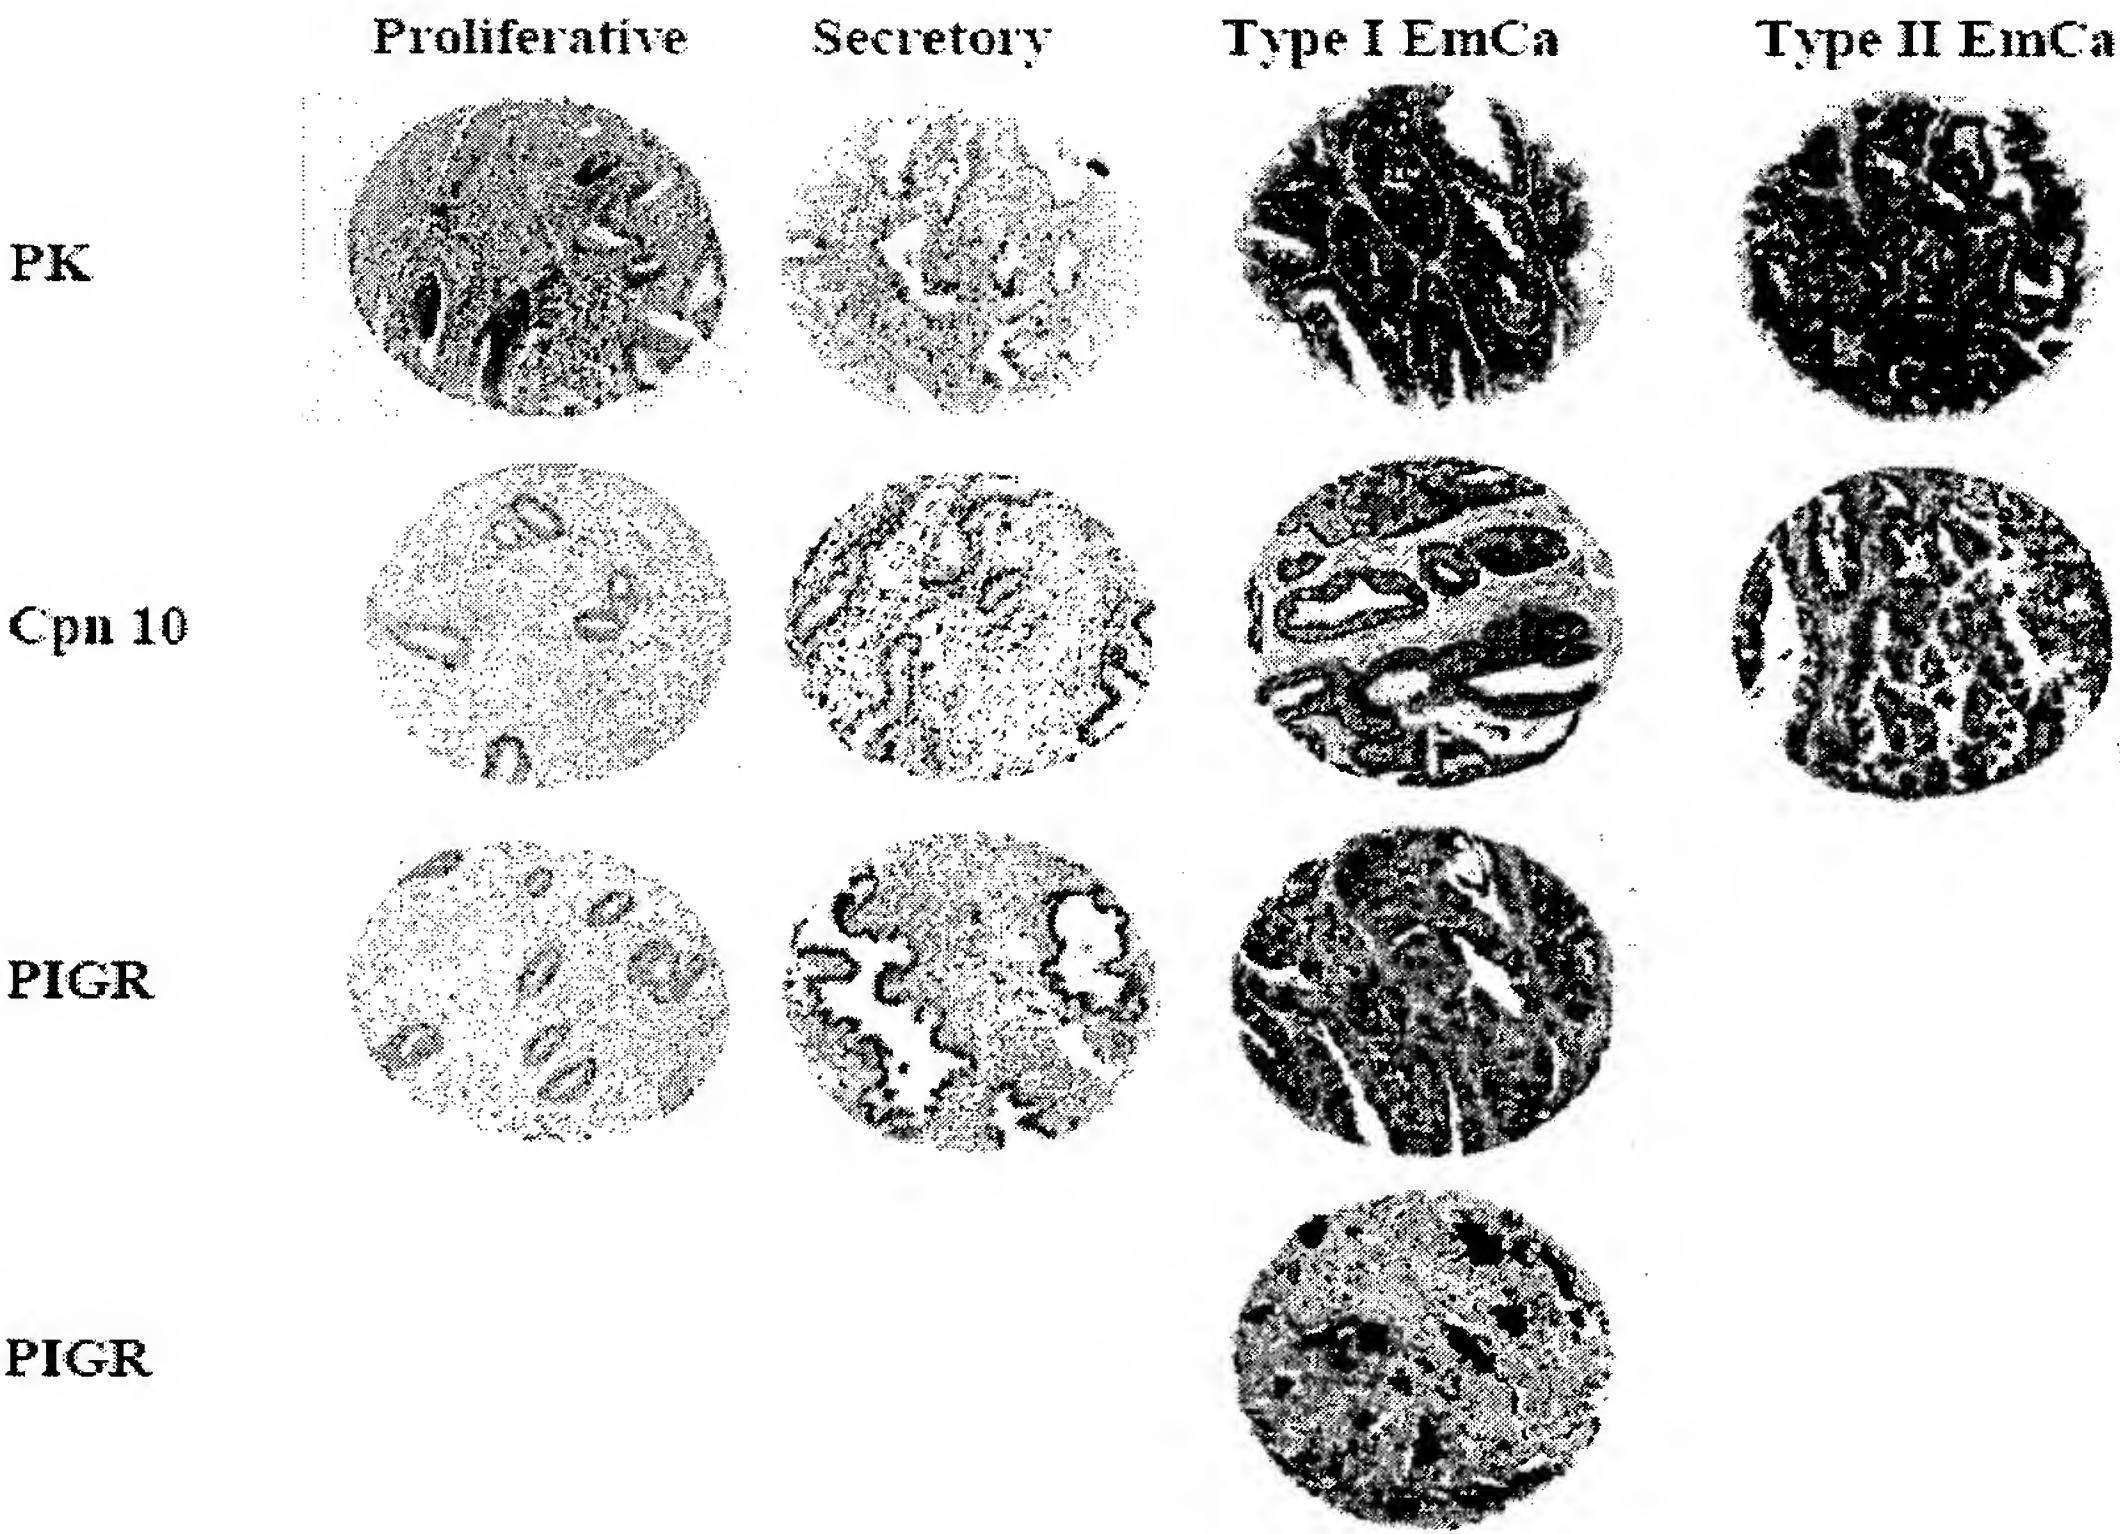 Proliferative Secretory Type I EmCa Type II EmCa
PK
Cpn 10
PIGR
PIGR